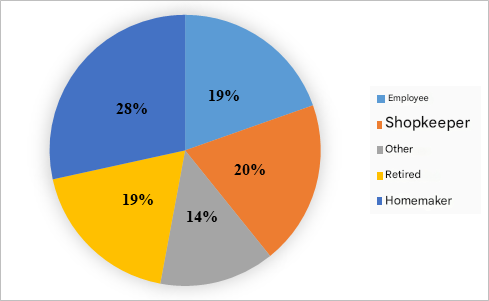 19%
28%
20%
19%
14%
Employee
Shopkeeper
Other
Retired
Homemaker